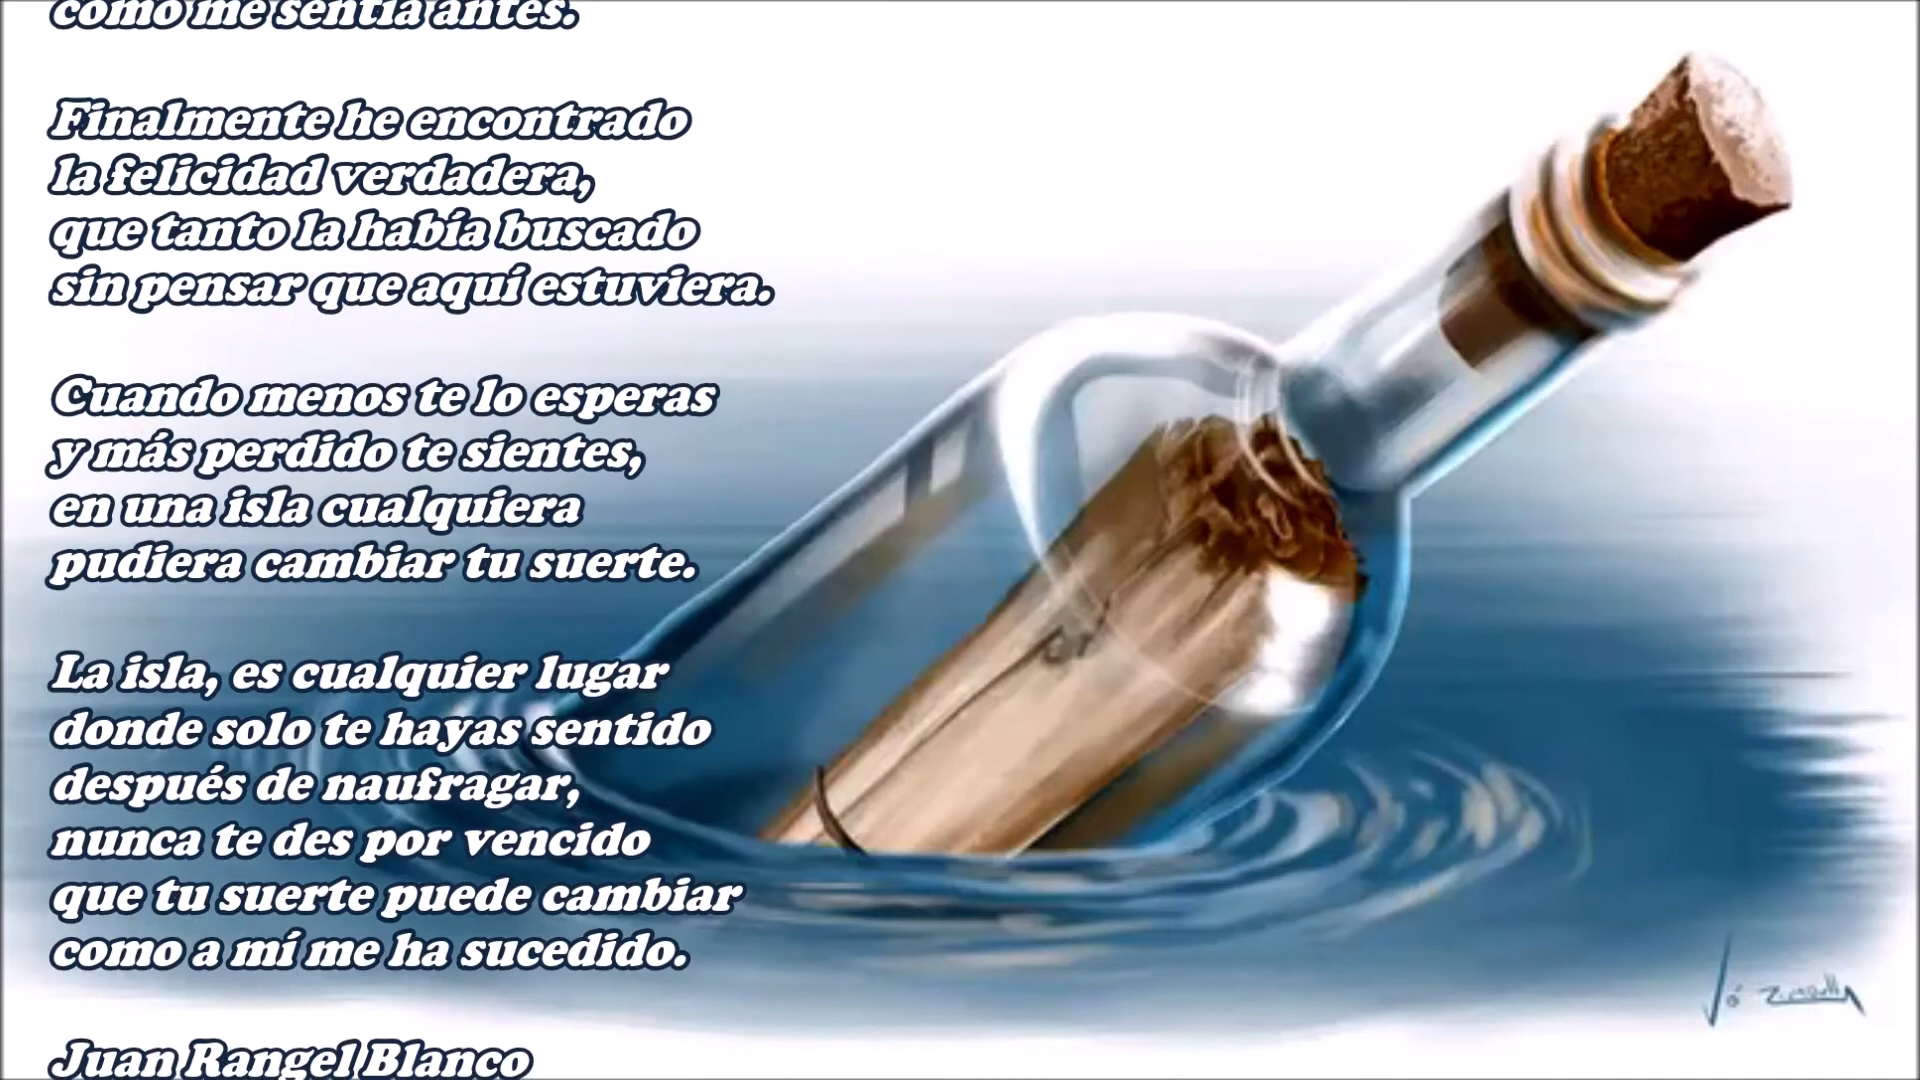 como me sentía antes.
Finalmente he encontrado
la felicidad verdadera,
que tanto la había buscado
sin pensar que aquí estuviera.
Cuando menos te lo esperas
y más perdido te sientes,
en una isla cualquiera
pudiera cambiar tu suerte.
La isla, es cualquier lugar
donde solo te hayas sentido
después de naufragar,
nunca te des por vencido
que tu suerte puede cambiar
como a mí me ha sucedido.
Juan Rangel Blanco